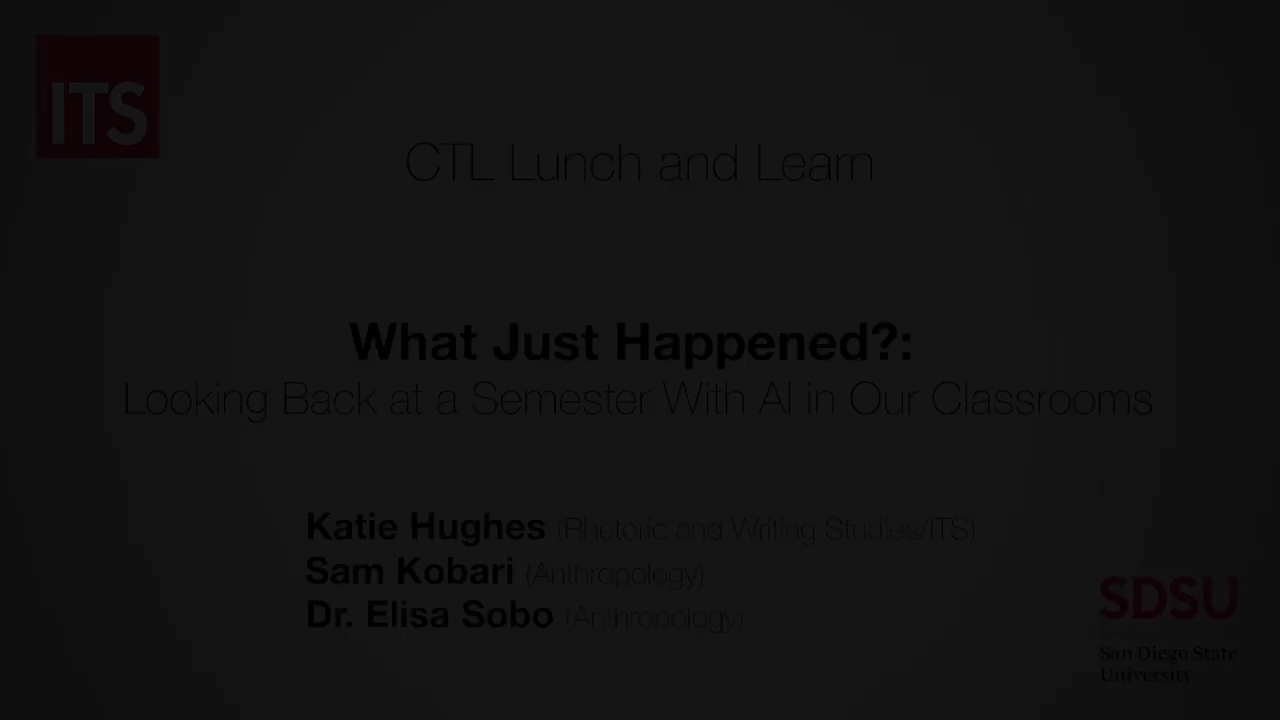 ITS
CTL Lunch and Learn
What Just Happened?:
Looking Back at a Semester With AI in Our Classrooms
Katie Hughes (Rhetoric and Writing Studies/ITS)
Sam Kobari (Anthropology)
Dr. Elisa Sobo (Anthropology)
SDSU
San Diego State
University